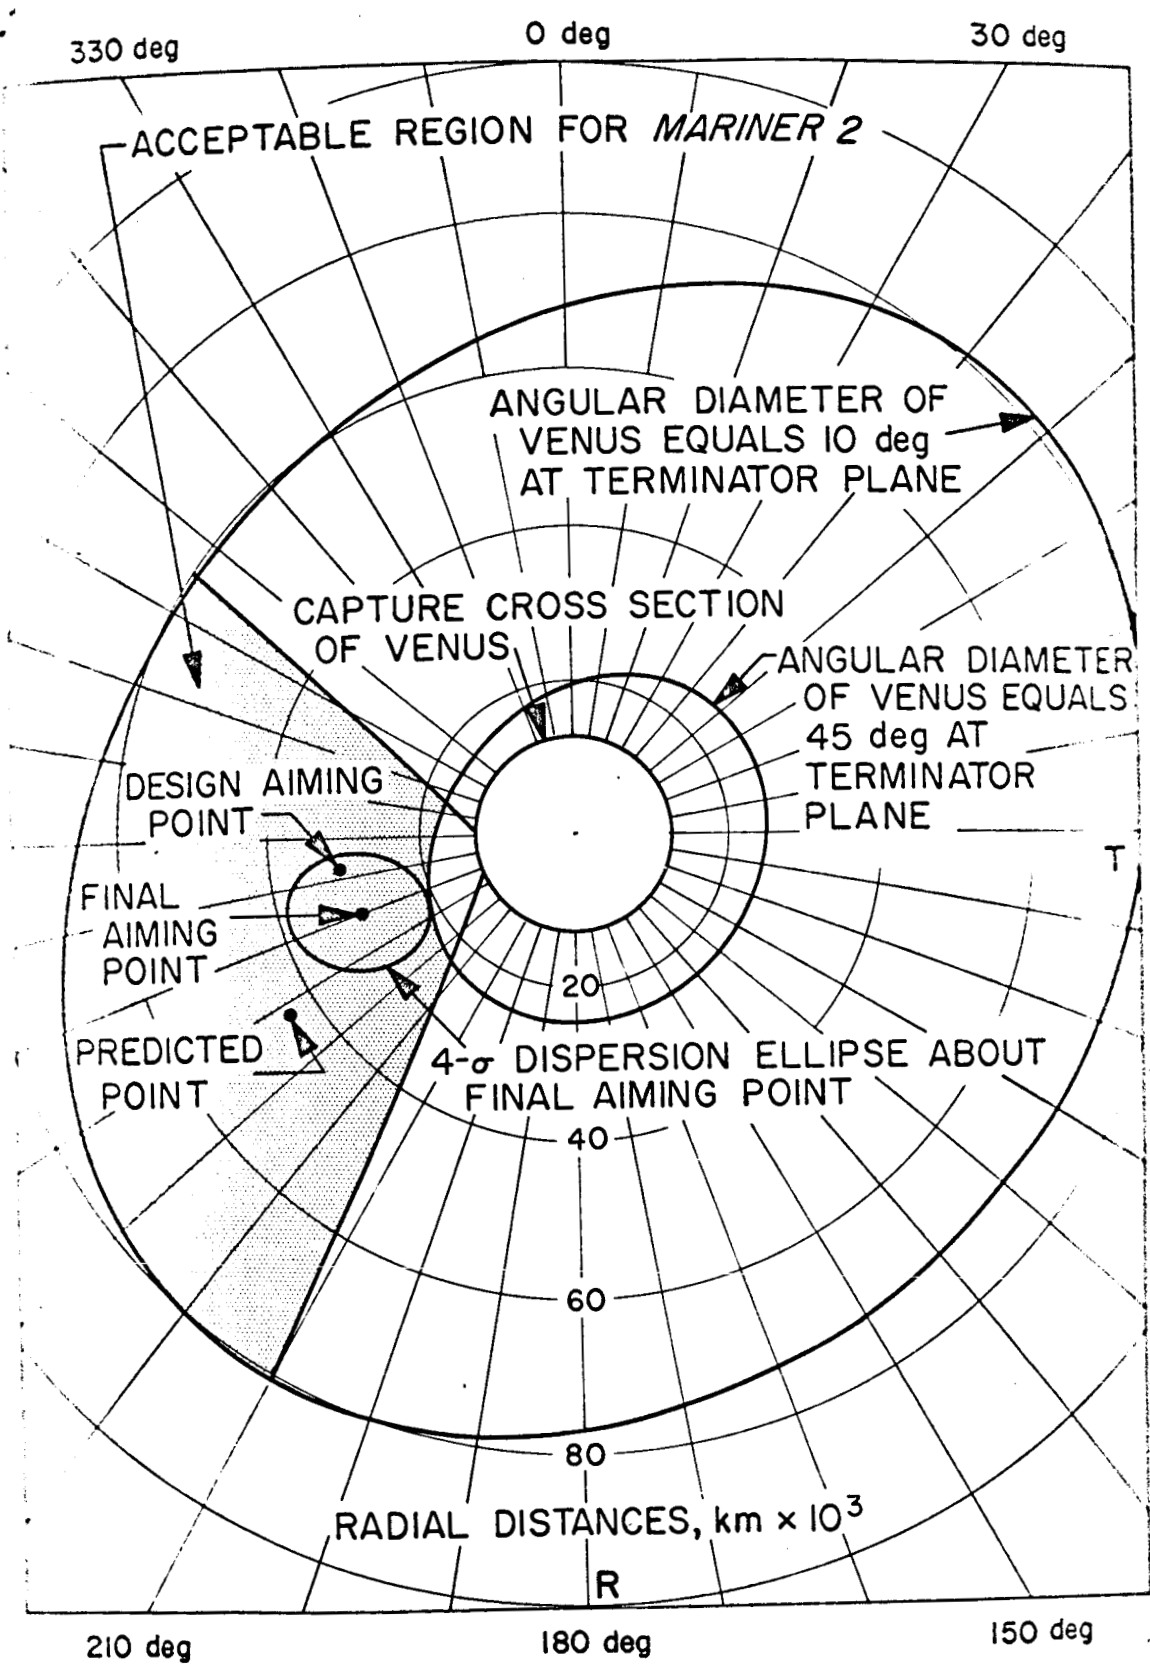 330 deg
0 deg
30 deg
ACCEPTABLE REGION FOR MARINER 2
ANGULAR DIAMETER OF
VENUS EQUALS 10 deg
AT TERMINATOR PLANE
CAPTURE CROSS SECTION
OF VENUS
ANGULAR DIAMETER
OF VENUS EQUALS
45 deg AT
TERMINATOR
PLANE
DESIGN AIMING
POINT
T
FINAL
AIMING
POINT
20
PREDICTED
POINT
4-σ DISPERSION ELLIPSE ABOUT
FINAL AIMING POINT
40
60
80
RADIAL DISTANCES, km × 10³
R
210 deg
180 deg
150 deg